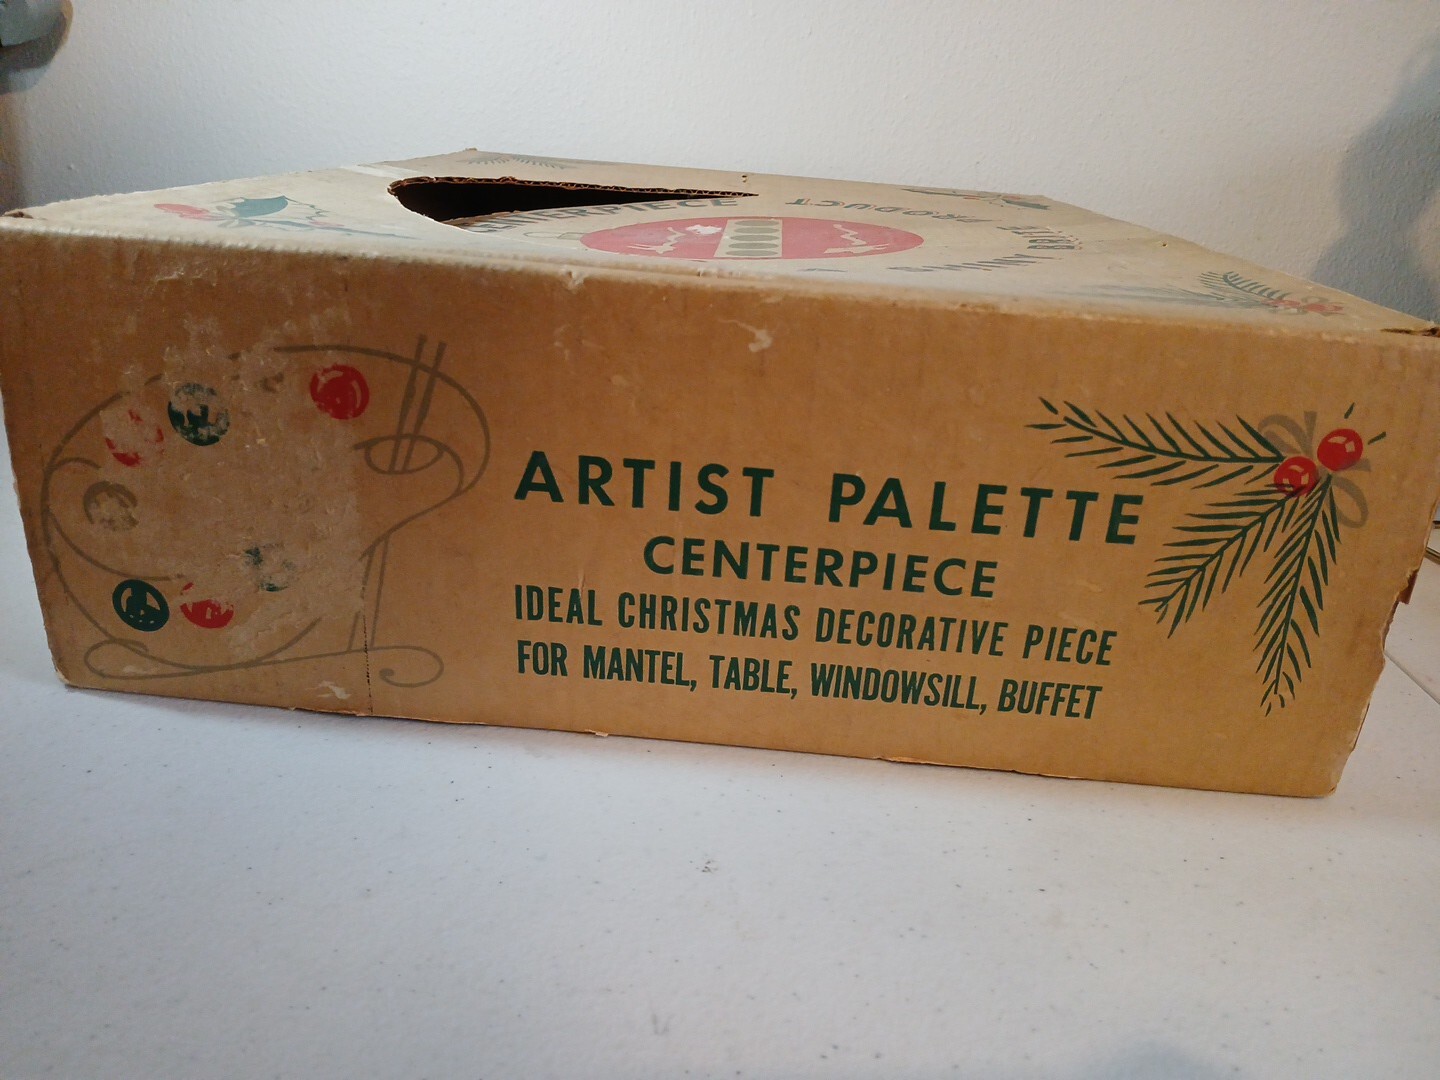 CENTERPIECE
PRODUCT
ARTIST PALETTE
CENTERPIECE
IDEAL CHRISTMAS DECORATIVE PIECE
FOR MANTEL, TABLE, WINDOWSILL, BUFFET